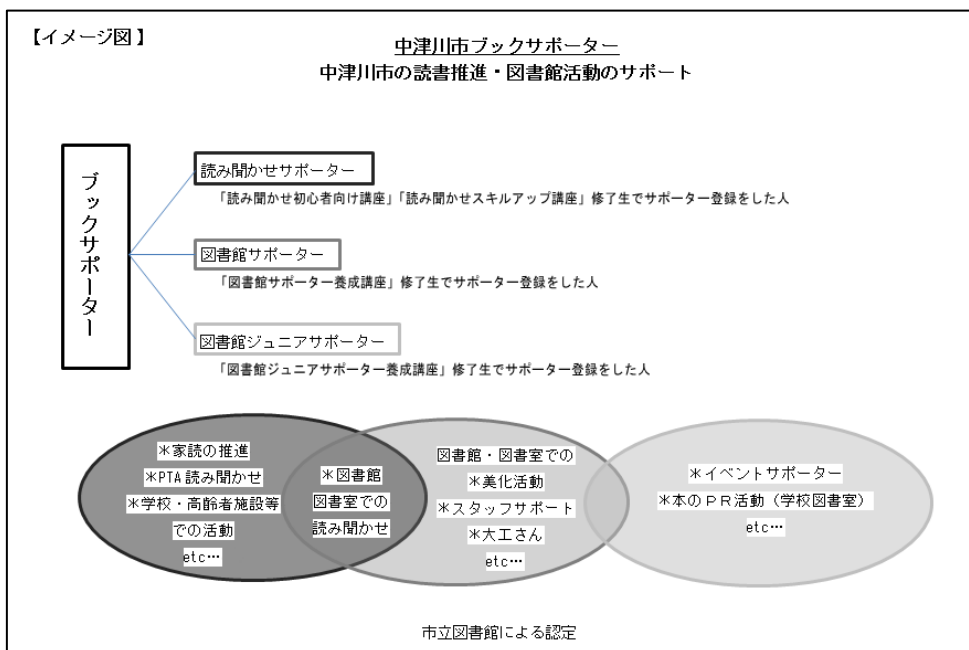 【イメージ図】
中津川市ブックサポーター
中津川市の読書推進・図書館活動のサポート
ブックサポーター
読み聞かせサポーター
「読み聞かせ初心者向け講座」「読み聞かせスキルアップ講座」修了生でサポーター登録をした人
図書館サポーター
「図書館サポーター養成講座」修了生でサポーター登録をした人
図書館ジュニアサポーター
「図書館ジュニアサポーター養成講座」修了生でサポーター登録をした人
＊家読の推進
＊PTA読み聞かせ
＊学校・高齢者施設等
での活動
etc…
＊図書館
図書室での
読み聞かせ
図書館・図書室での
＊美化活動
＊スタッフサポート
＊大工さん
etc…
＊イベントサポーター
＊本のＰＲ活動（学校図書室）
etc…
市立図書館による認定